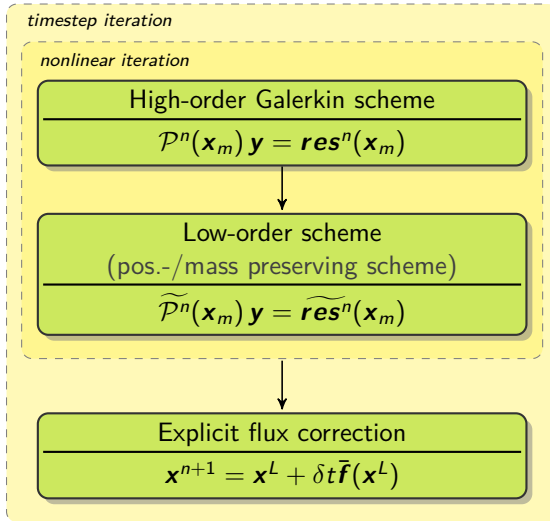 timestep iteration
nonlinear iteration
High-order Galerkin scheme
𝒫ⁿ(𝒙ₘ) 𝒚 = 𝒓𝒆𝒔ⁿ(𝒙ₘ)
Low-order scheme
(pos.-/mass preserving scheme)
𝒫̃ⁿ(𝒙ₘ) 𝒚 = 𝒓𝒆𝒔̃ⁿ(𝒙ₘ)
Explicit flux correction
𝒙ⁿ⁺¹ = 𝒙ᴸ + δt𝒇̄(𝒙ᴸ)